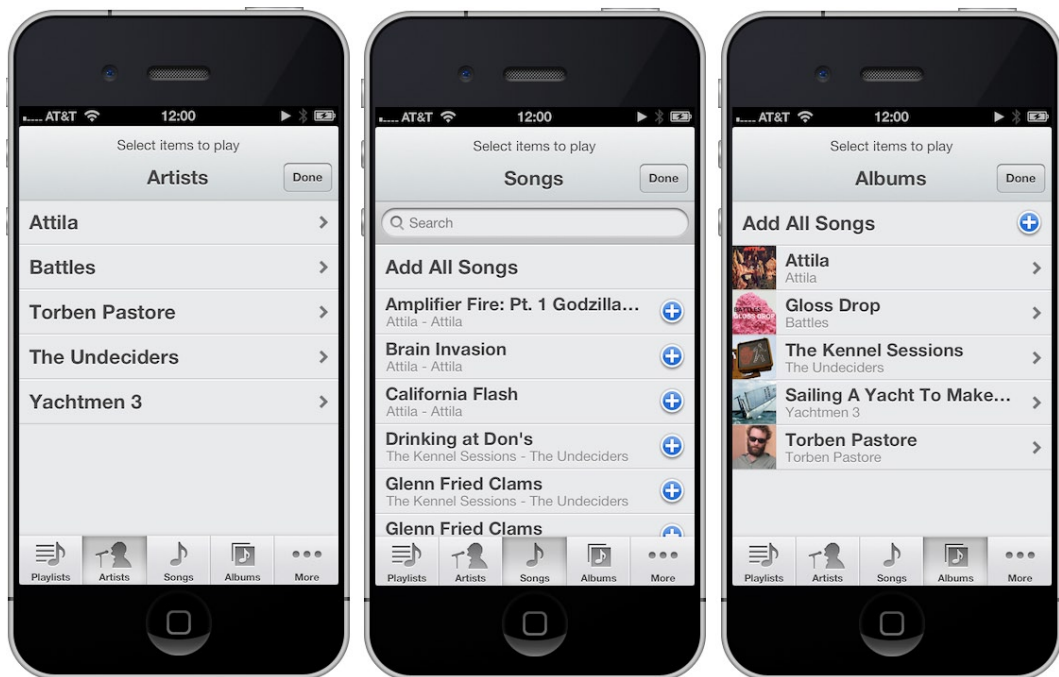 AT&T 12:00
Select items to play
Artists Done
Attila
Battles
Torben Pastore
The Undeciders
Yachtmen 3
Playlists Artists Songs Albums More
AT&T 12:00
Select items to play
Songs Done
Search
Add All Songs
Amplifier Fire: Pt. 1 Godzilla...
Attila - Attila
Brain Invasion
Attila - Attila
California Flash
Attila - Attila
Drinking at Don's
The Kennel Sessions - The Undeciders
Glenn Fried Clams
The Kennel Sessions - The Undeciders
Glenn Fried Clams
Playlists Artists Songs Albums More
AT&T 12:00
Select items to play
Albums Done
Add All Songs
Attila
Attila
BATTLES
GLOSS DROP
Gloss Drop
Battles
The Kennel Sessions
The Undeciders
Sailing A Yacht To Make...
Yachtmen 3
Torben Pastore
Torben Pastore
Playlists Artists Songs Albums More